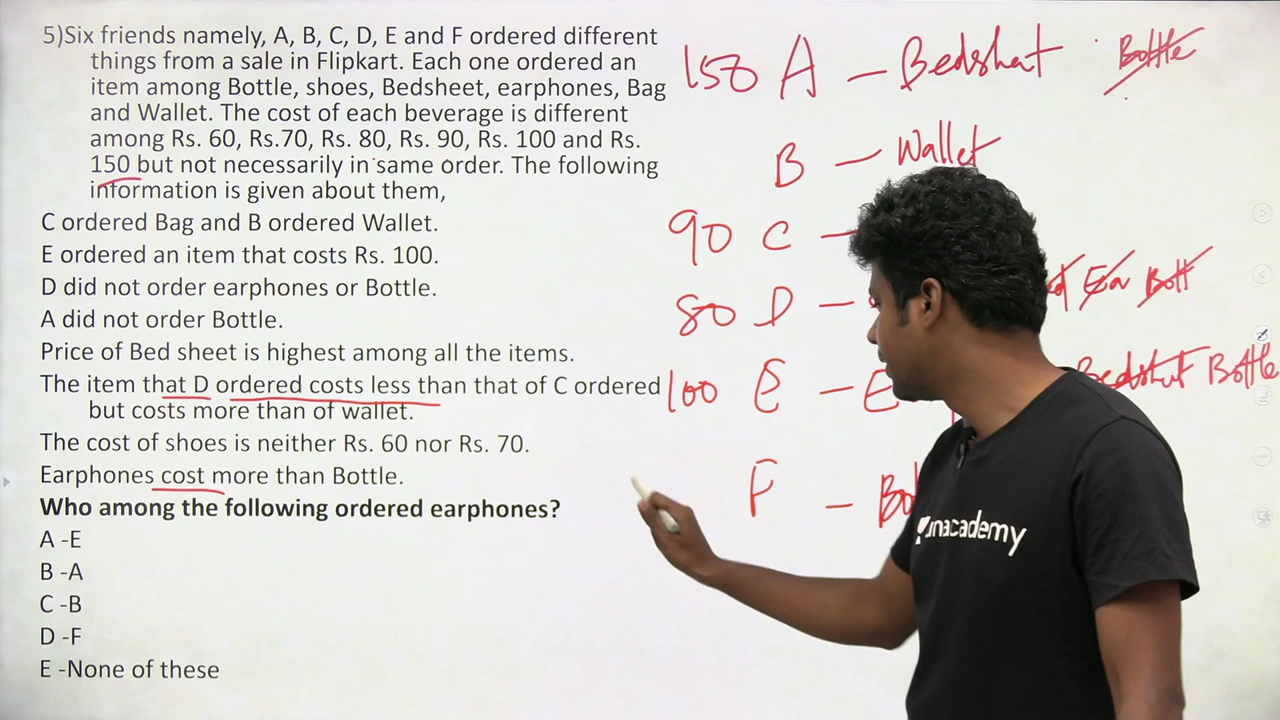 5)Six friends namely, A, B, C, D, E and F ordered different
things from a sale in Flipkart. Each one ordered an
item among Bottle, shoes, Bedsheet, earphones, Bag
and Wallet. The cost of each beverage is different
among Rs. 60, Rs.70, Rs. 80, Rs. 90, Rs. 100 and Rs.
150 but not necessarily in same order. The following
information is given about them,
C ordered Bag and B ordered Wallet.
E ordered an item that costs Rs. 100.
D did not order earphones or Bottle.
A did not order Bottle.
Price of Bed sheet is highest among all the items.
The item that D ordered costs less than that of C ordered
but costs more than of wallet.
The cost of shoes is neither Rs. 60 nor Rs. 70.
Earphones cost more than Bottle.
Who among the following ordered earphones?
A -E
B -A
C -B
D -F
E -None of these
150 A - Bedshat Bottle
B - Wallet
90 C -
80 D - Ear Bott
100 E - E Bedshut Bottle
F - Bot
unacademy